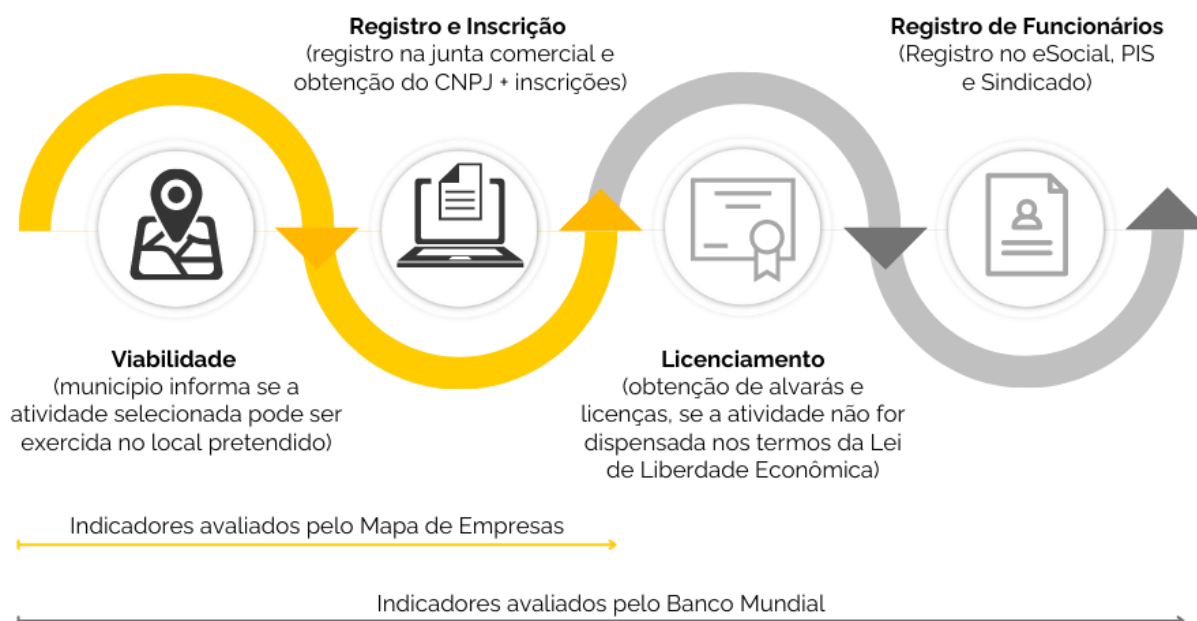 Registro e Inscrição
(registro na junta comercial e
obtenção do CNPJ + inscrições)
Registro de Funcionários
(Registro no eSocial, PIS
e Sindicado)
Viabilidade
(município informa se a
atividade selecionada pode ser
exercida no local pretendido)
Licenciamento
(obtenção de alvarás e
licenças, se a atividade não for
dispensada nos termos da Lei
de Liberdade Econômica)
Indicadores avaliados pelo Mapa de Empresas
Indicadores avaliados pelo Banco Mundial